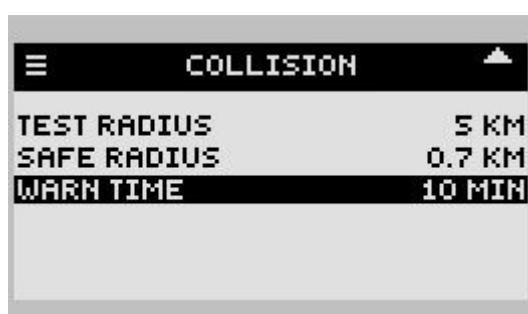 COLLISION
TEST RADIUS 5 KM
SAFE RADIUS 0.7 KM
WARN TIME 10 MIN